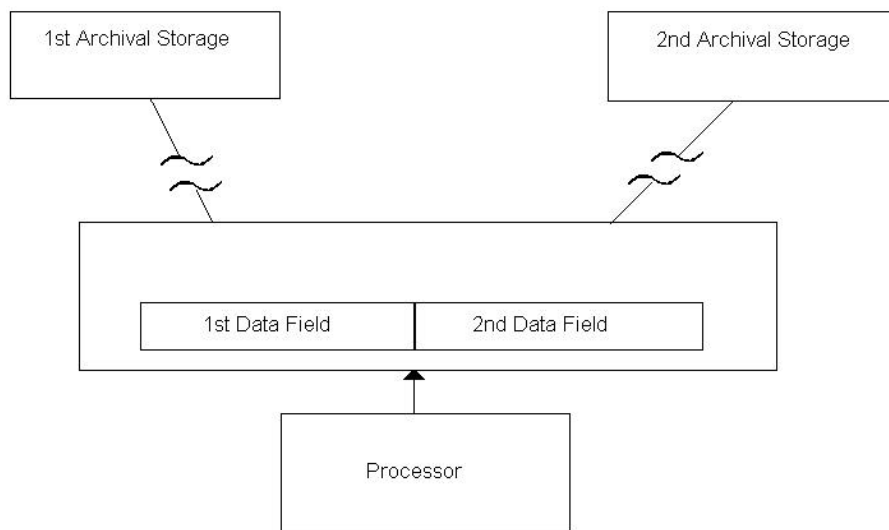 1st Archival Storage
2nd Archival Storage
1st Data Field
2nd Data Field
Processor